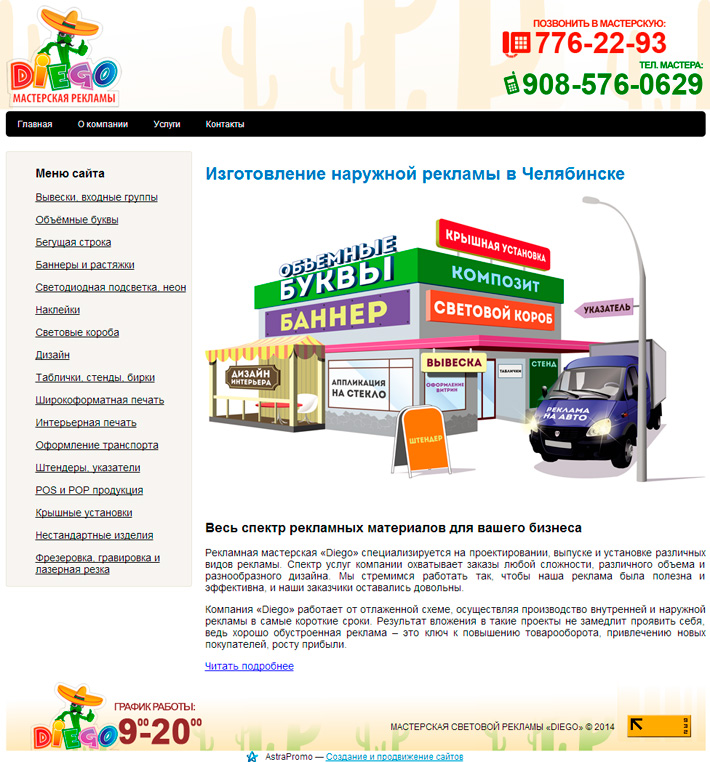 DiEGO
МАСТЕРСКАЯ РЕКЛАМЫ
ПОЗВОНИТЬ В МАСТЕРСКУЮ:
776-22-93
ТЕЛ. МАСТЕРА:
908-576-0629
Главная О компании Услуги Контакты
Меню сайта
Вывески, входные группы
Объёмные буквы
Бегущая строка
Баннеры и растяжки
Светодиодная подсветка, неон
Наклейки
Световые короба
Дизайн
Таблички, стенды, бирки
Широкоформатная печать
Интерьерная печать
Оформление транспорта
Штендеры, указатели
POS и POP продукция
Крышные установки
Нестандартные изделия
Фрезеровка, гравировка и
лазерная резка
Изготовление наружной рекламы в Челябинске
КРЫШНАЯ УСТАНОВКА
ОБЪЕМНЫЕ
БУКВЫ
КОМПОЗИТ
БАННЕР
СВЕТОВОЙ КОРОБ
УКАЗАТЕЛЬ
ДИЗАЙН
ИНТЕРЬЕРА
АППЛИКАЦИЯ
НА СТЕКЛО
ВЫВЕСКА
ОФОРМЛЕНИЕ
ВИТРИН
ТАБЛИЧКИ
СТЕНД
ШТЕНДЕР
РЕКЛАМА
НА АВТО
Весь спектр рекламных материалов для вашего бизнеса
Рекламная мастерская «Diego» специализируется на проектировании, выпуске и установке различных
видов рекламы. Спектр услуг компании охватывает заказы любой сложности, различного объема и
разнообразного дизайна. Мы стремимся работать так, чтобы наша реклама была полезна и
эффективна, и наши заказчики оставались довольны.
Компания «Diego» работает от отлаженной схеме, осуществляя производство внутренней и наружной
рекламы в самые короткие сроки. Результат вложения в такие проекты не замедлит проявить себя,
ведь хорошо обустроенная реклама – это ключ к повышению товарооборота, привлечению новых
покупателей, росту прибыли.
Читать подробнее
DiEGO
ГРАФИК РАБОТЫ:
9⁰⁰-20⁰⁰
МАСТЕРСКАЯ СВЕТОВОЙ РЕКЛАМЫ «DIEGO» © 2014
AstraPromo — Создание и продвижение сайтов